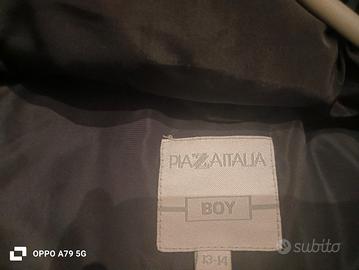 PIAZZAITALIA
BOY
13-14
OPPO A79 5G
subito